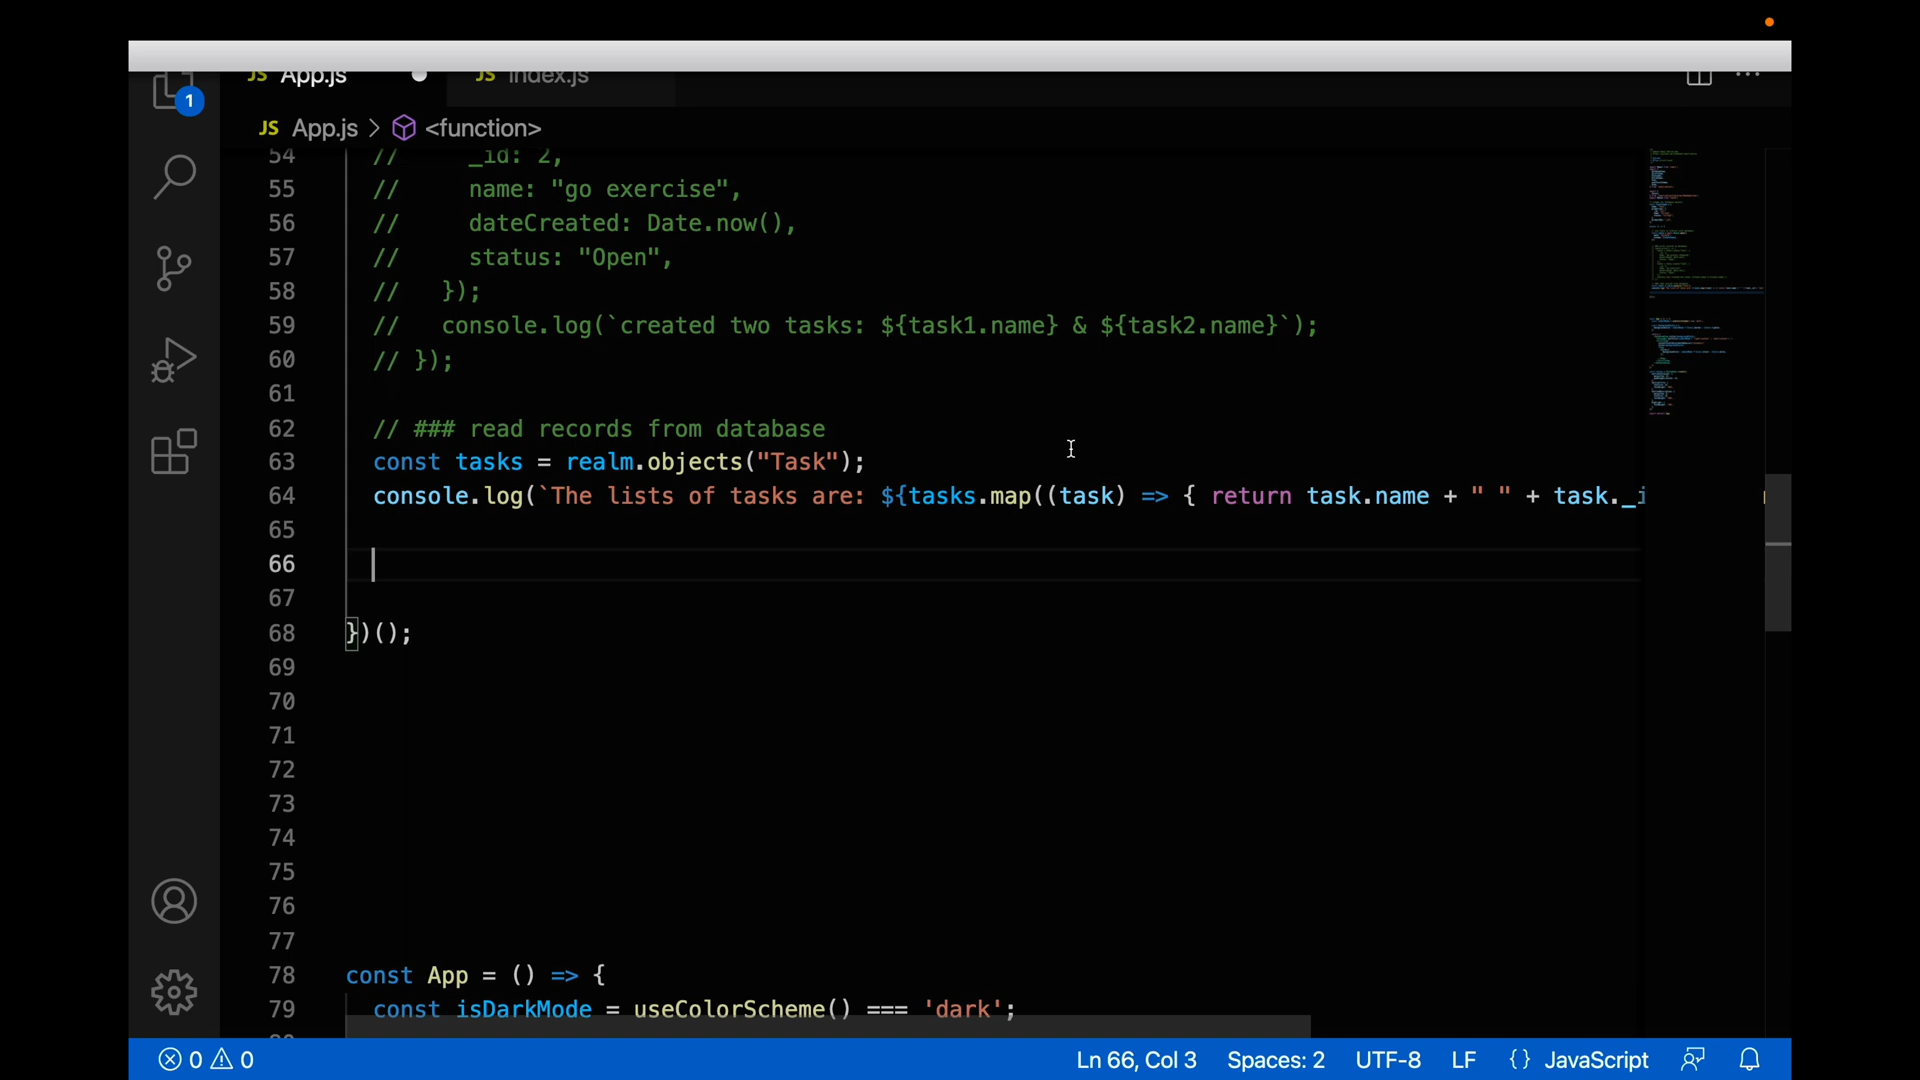 JS App.js
JS index.js
1
JS App.js > <function>
54 // _id: 2,
55 // name: "go exercise",
56 // dateCreated: Date.now(),
57 // status: "Open",
58 // });
59 // console.log(`created two tasks: ${task1.name} & ${task2.name}`);
60 // });
61
62 // ### read records from database
63 const tasks = realm.objects("Task");
64 console.log(`The lists of tasks are: ${tasks.map((task) => { return task.name + " " + task._i
65
66
67
68 })();
69
70
71
72
73
74
75
76
77
78 const App = () => {
79 const isDarkMode = useColorScheme() === 'dark';
0 0 Ln 66, Col 3 Spaces: 2 UTF-8 LF {} JavaScript